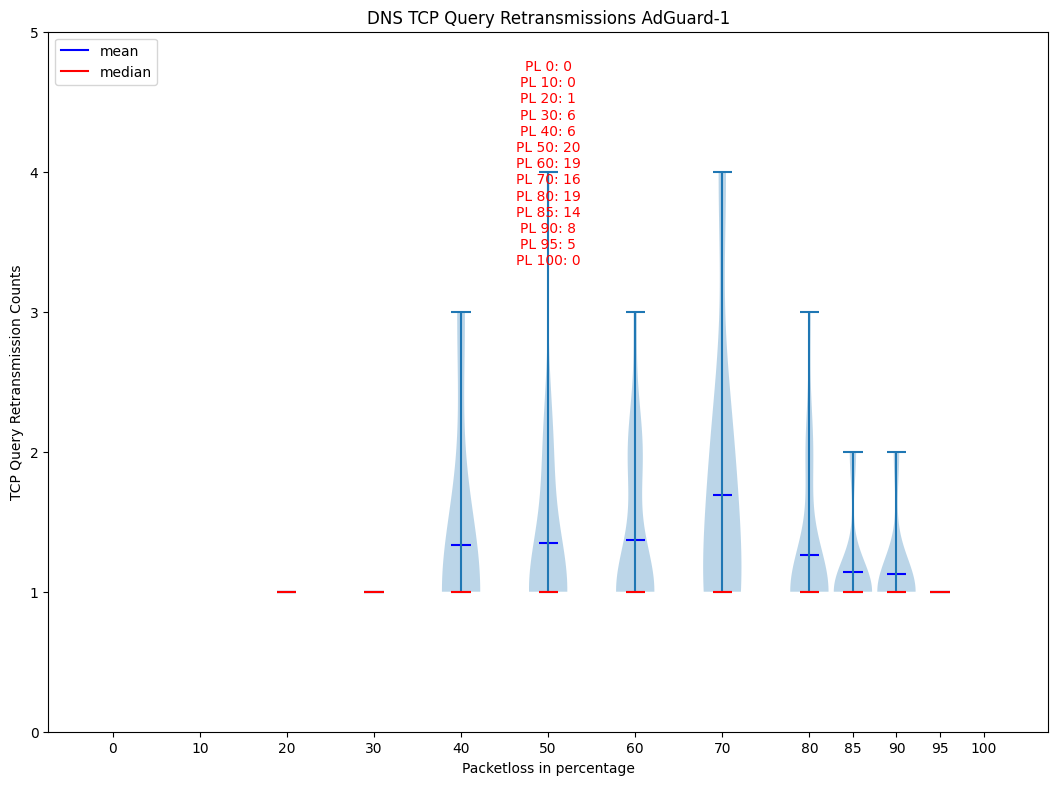 DNS TCP Query Retransmissions AdGuard-1
mean
median
PL 0: 0
PL 10: 0
PL 20: 1
PL 30: 6
PL 40: 6
PL 50: 20
PL 60: 19
PL 70: 16
PL 80: 19
PL 85: 14
PL 90: 8
PL 95: 5
PL 100: 0
TCP Query Retransmission Counts
5
4
3
2
1
0
0 10 20 30 40 50 60 70 80 85 90 95 100
Packetloss in percentage